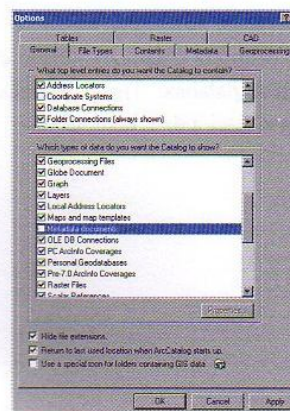 Options
Tables Raster CAD
General File Types Contents Metadata Geoprocessing
What top level entries do you want the Catalog to contain?
Address Locators
Coordinate Systems
Database Connections
Folder Connections (always shown)
Which types of data do you want the Catalog to show?
Geoprocessing Files
Globe Document
Graph
Layers
Local Address Locators
Maps and map templates
Metadata document
OLE DB Connections
PC ArcInfo Coverages
Personal Geodatabases
Pre-7.0 ArcInfo Coverages
Raster Files
Scalar References
Properties...
Hide file extensions.
Return to last used location when ArcCatalog starts up.
Use a special icon for folders containing GIS data
OK Cancel Apply